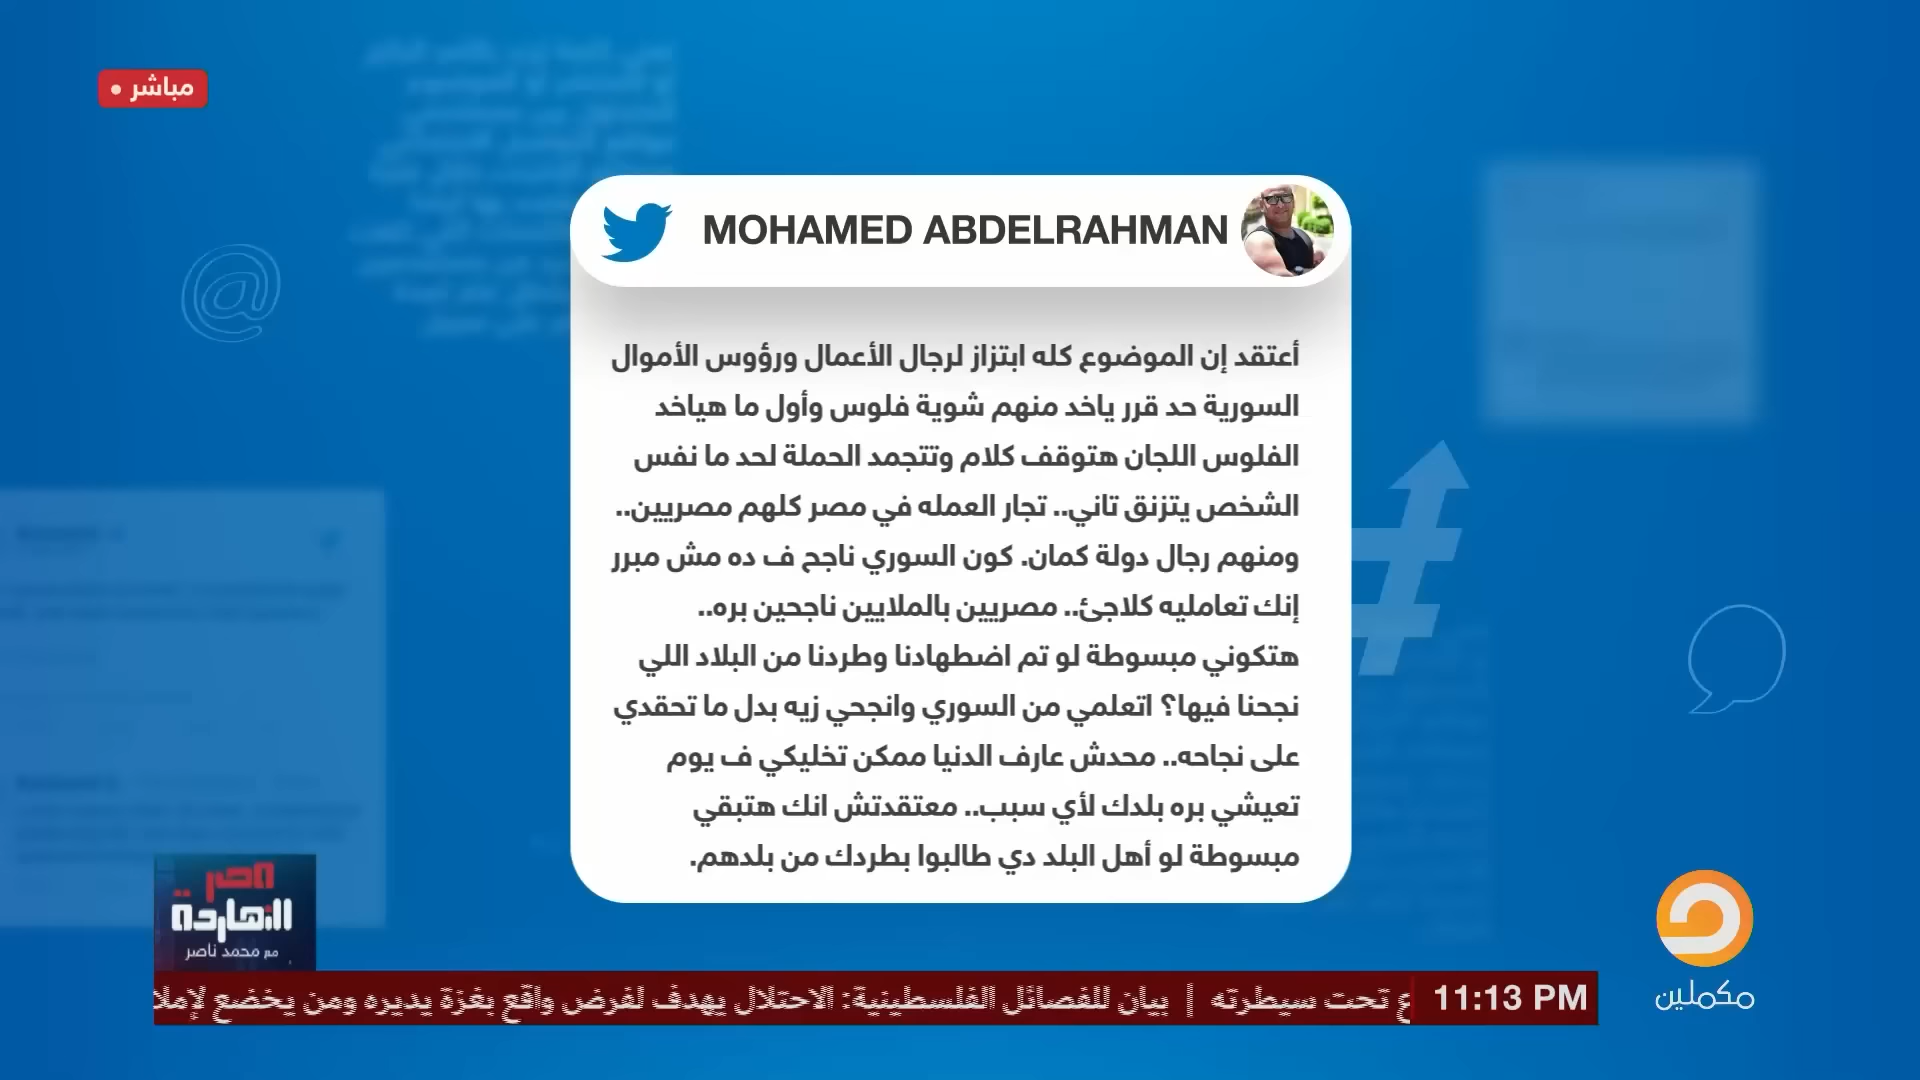 مباشر
MOHAMED ABDELRAHMAN
أعتقد إن الموضوع كله ابتزاز لرجال الأعمال ورؤوس الأموال
السورية حد قرر ياخد منهم شوية فلوس وأول ما هياخد
الفلوس اللجان هتوقف كلام وتتجمد الحملة لحد ما نفس
الشخص يتزنق تاني.. تجار العمله في مصر كلهم مصريين..
ومنهم رجال دولة كمان. كون السوري ناجح ف ده مش مبرر
إنك تعامليه كلاجئ.. مصريين بالملايين ناجحين بره..
هتكوني مبسوطة لو تم اضطهادنا وطردنا من البلاد اللي
نجحنا فيها؟ اتعلمي من السوري وانجحي زيه بدل ما تحقدي
على نجاحه.. محدش عارف الدنيا ممكن تخليكي ف يوم
تعيشي بره بلدك لأي سبب.. معتقدتش انك هتبقي
مبسوطة لو أهل البلد دي طالبوا بطردك من بلدهم.
مصر
النهاردة
مع محمد ناصر
11:13 PM
ع تحت سيطرته | بيان للفصائل الفلسطينية: الاحتلال يهدف لفرض واقع بغزة يديره ومن يخضع لإملا
مكملين